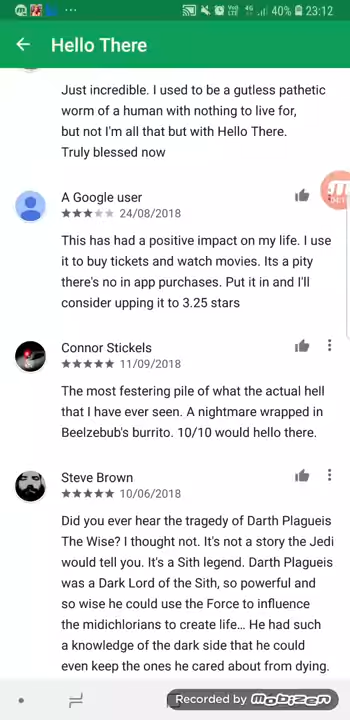 4G 40% 23:12
Hello There
Just incredible. I used to be a gutless pathetic
worm of a human with nothing to live for,
but not I'm all that but with Hello There.
Truly blessed now
A Google user
24/08/2018
This has had a positive impact on my life. I use
it to buy tickets and watch movies. Its a pity
there's no in app purchases. Put it in and I'll
consider upping it to 3.25 stars
Connor Stickels
11/09/2018
The most festering pile of what the actual hell
that I have ever seen. A nightmare wrapped in
Beelzebub's burrito. 10/10 would hello there.
Steve Brown
10/06/2018
Did you ever hear the tragedy of Darth Plagueis
The Wise? I thought not. It's not a story the Jedi
would tell you. It's a Sith legend. Darth Plagueis
was a Dark Lord of the Sith, so powerful and
so wise he could use the Force to influence
the midichlorians to create life… He had such
a knowledge of the dark side that he could
even keep the ones he cared about from dying.
Recorded by mobizen